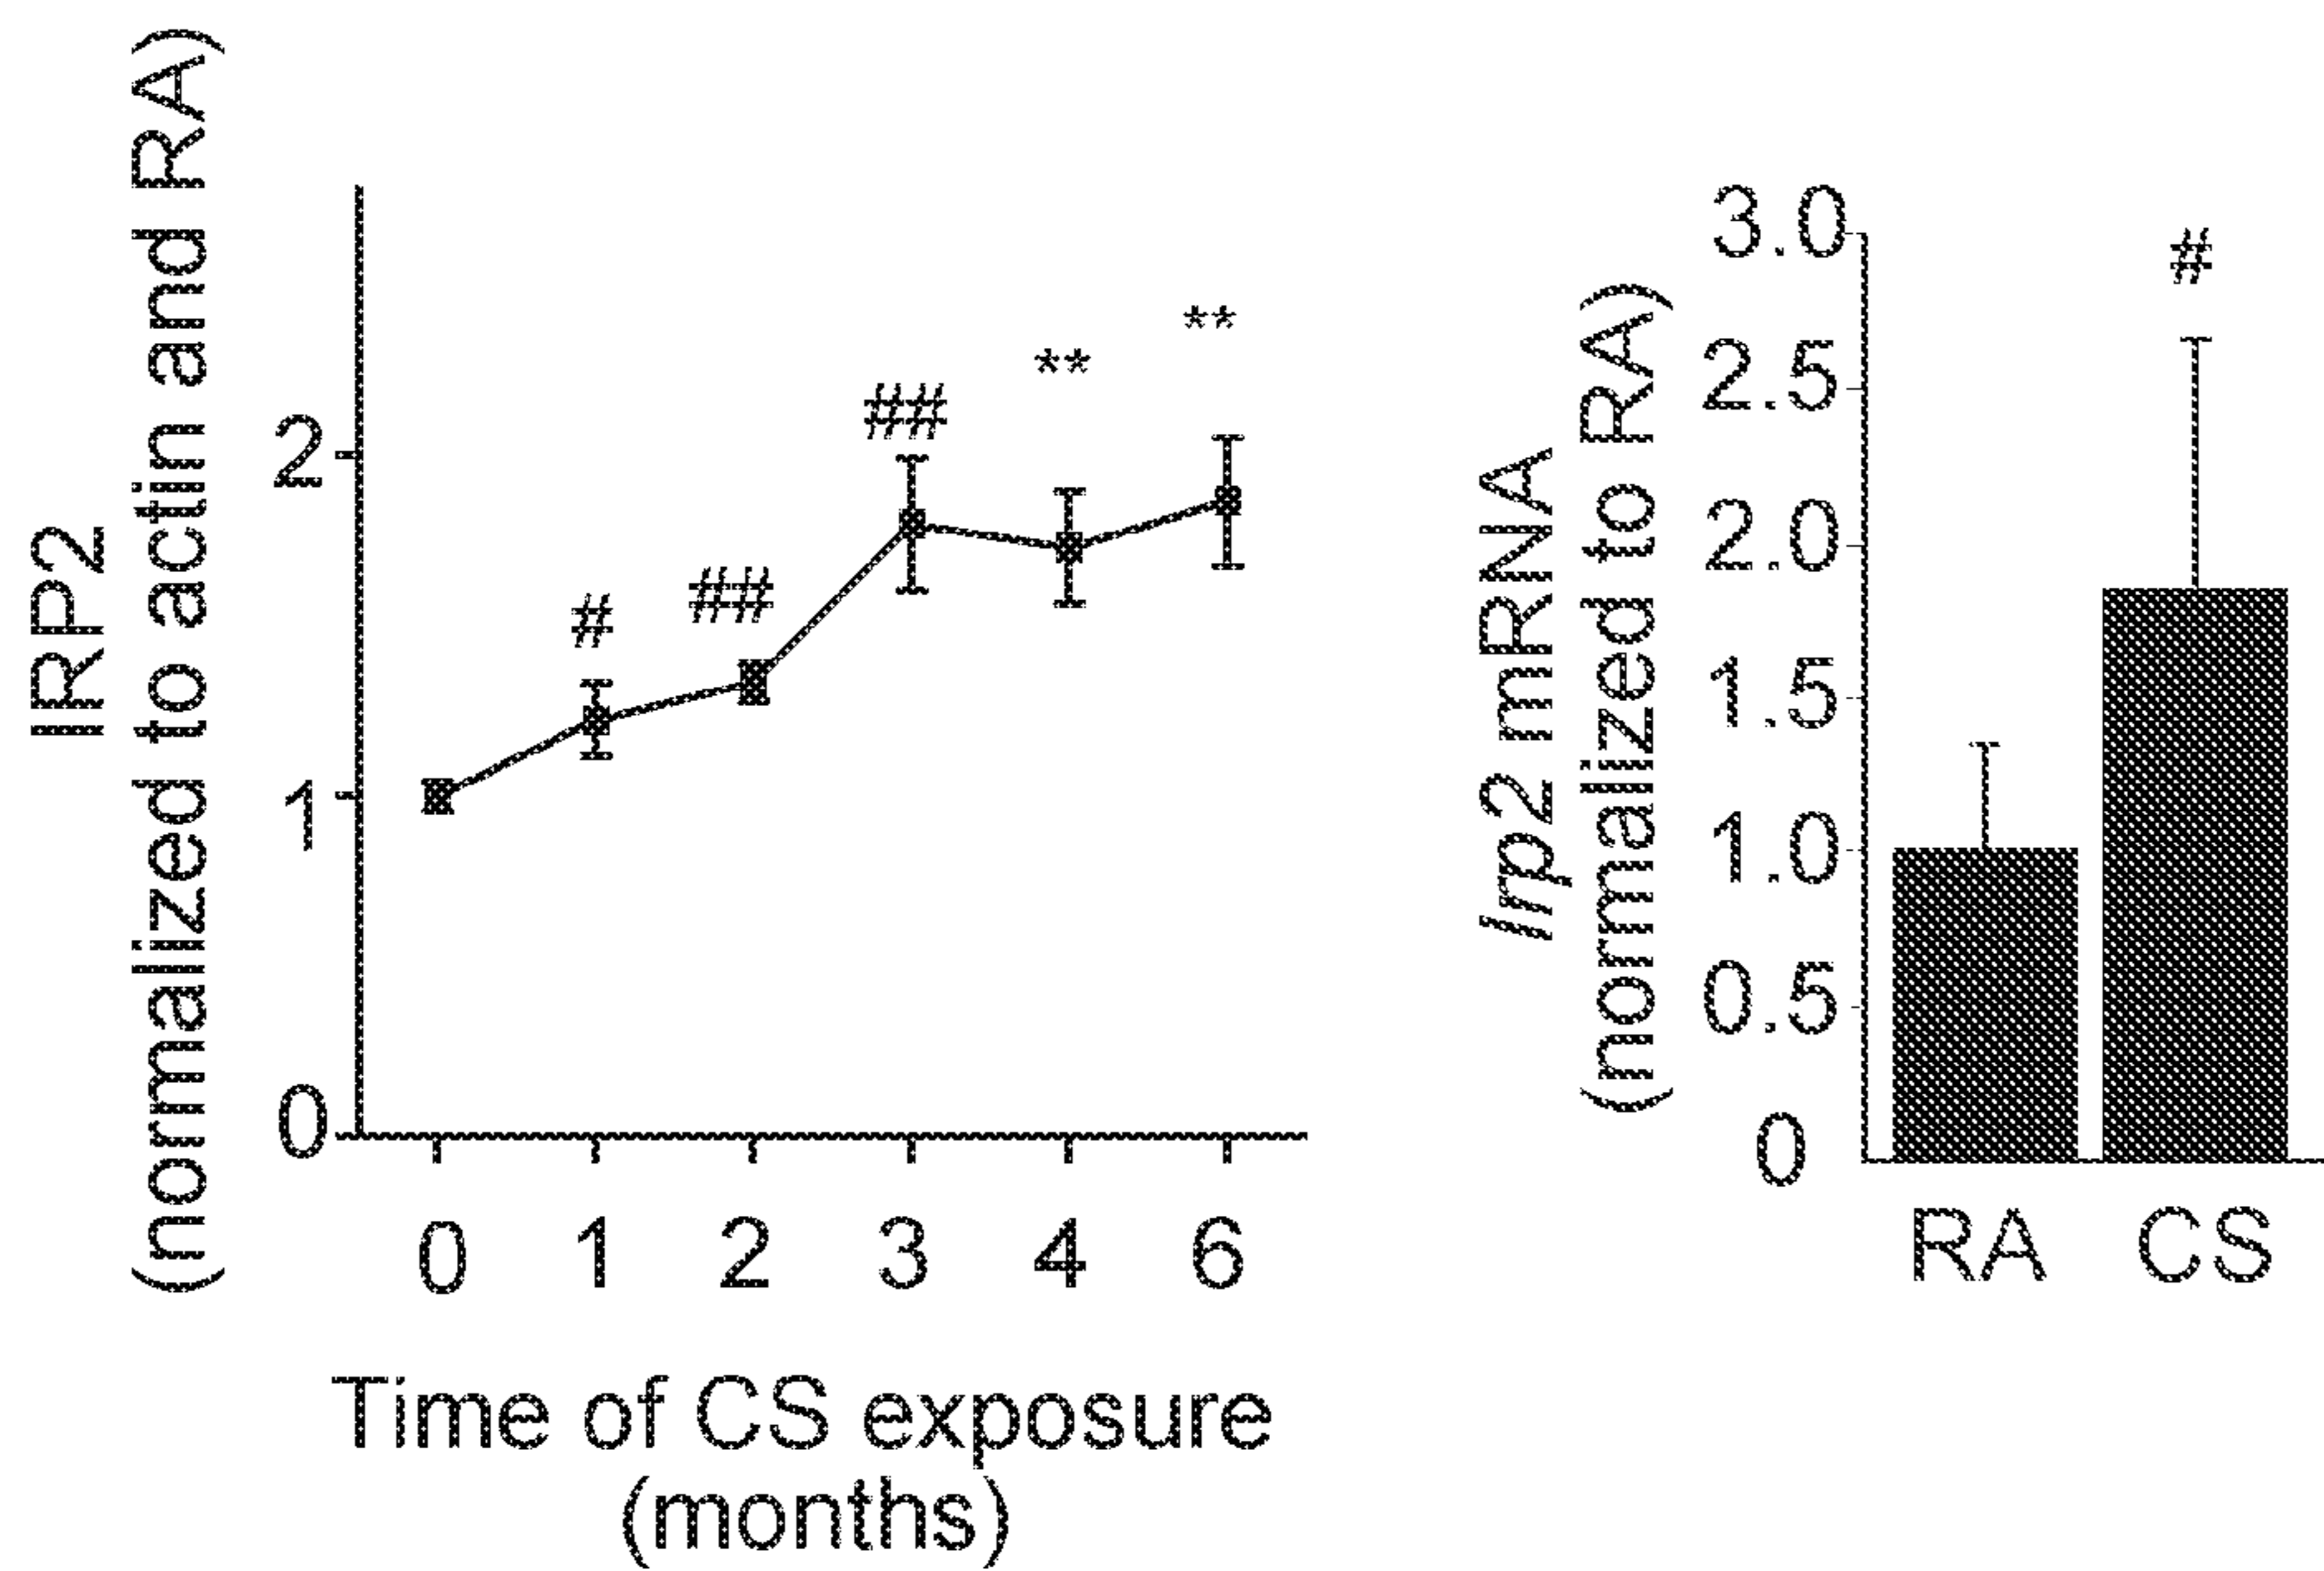 IRP2
(normalized to actin and RA)
2
1
0
#
##
##
**
**
0 1 2 3 4 6
Time of CS exposure
(months)
Irp2 mRNA
(normalized to RA)
3.0
2.5
2.0
1.5
1.0
0.5
0
#
RA CS